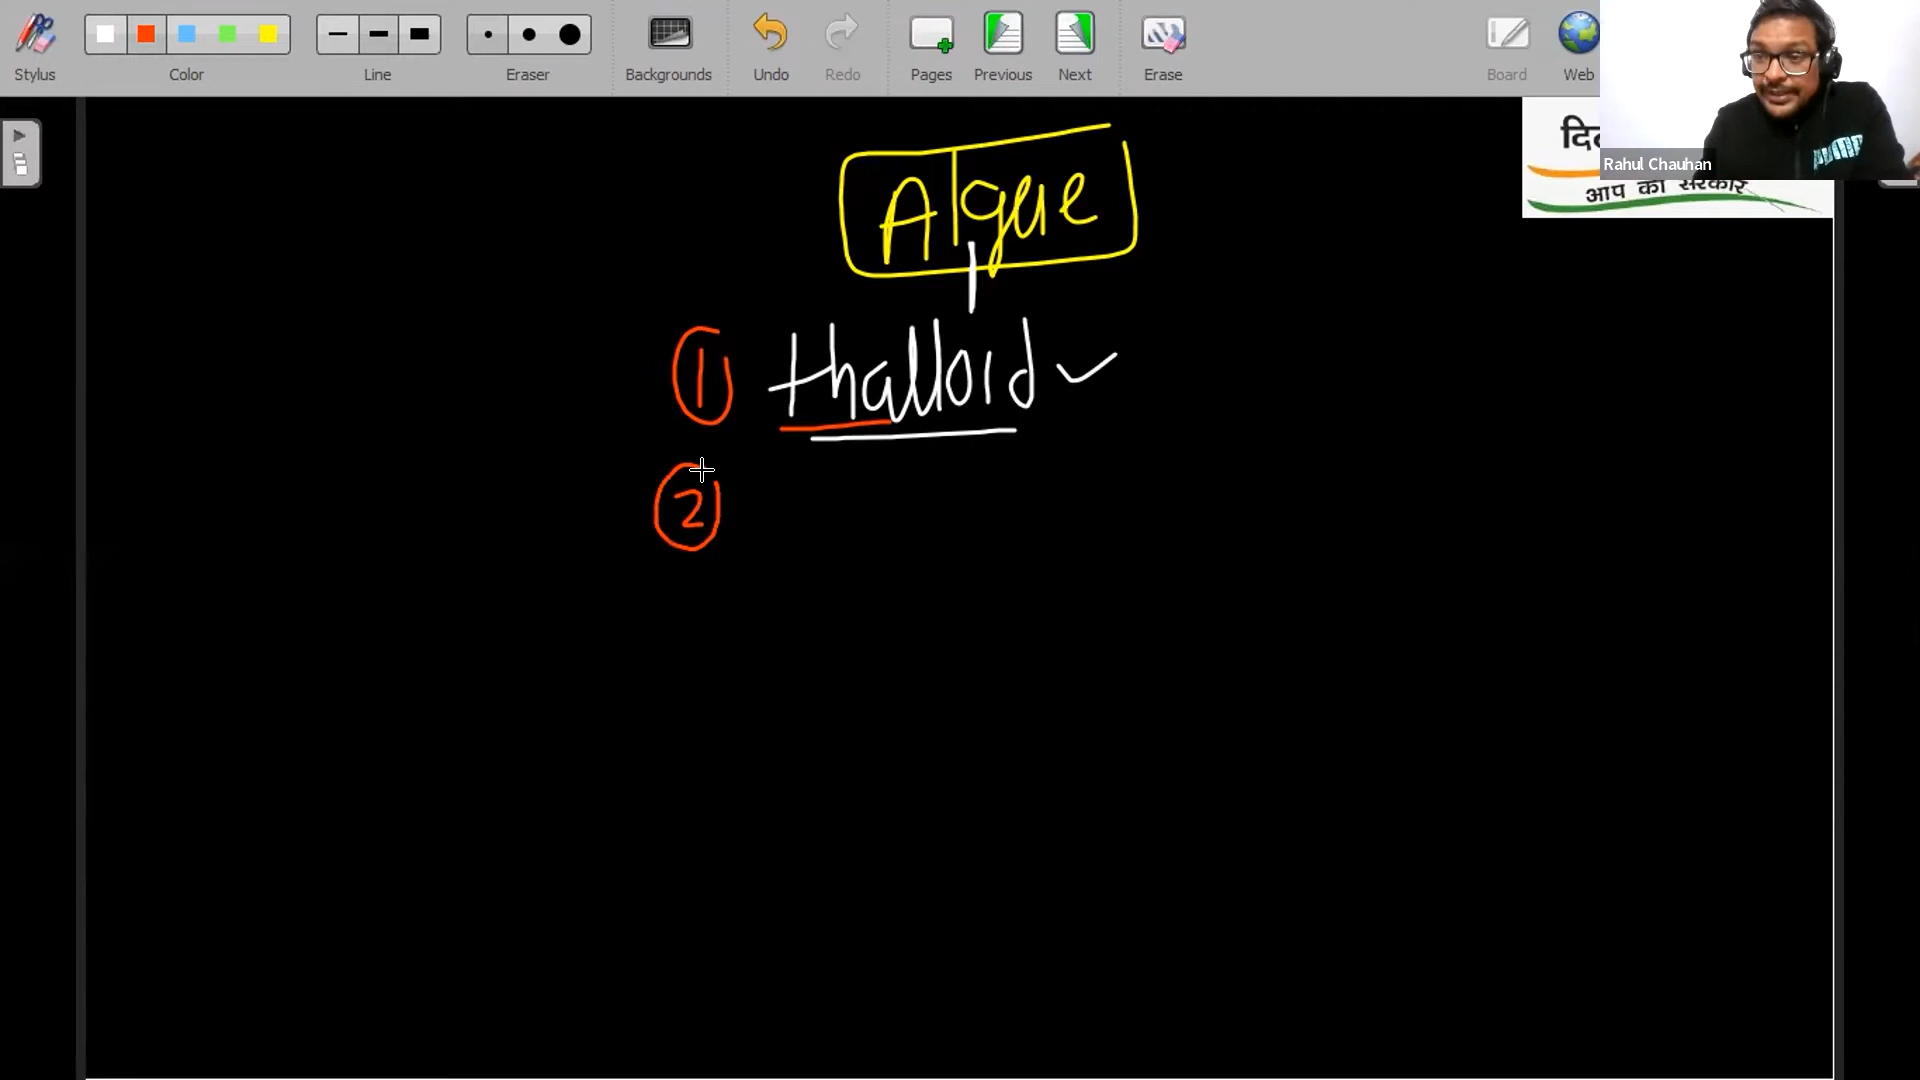 Stylus Color Line Eraser Backgrounds Undo Redo Pages Previous Next Erase Board Web
Rahul Chauhan
आप की सरकार
Algae
1 thalloid
2
PUMA